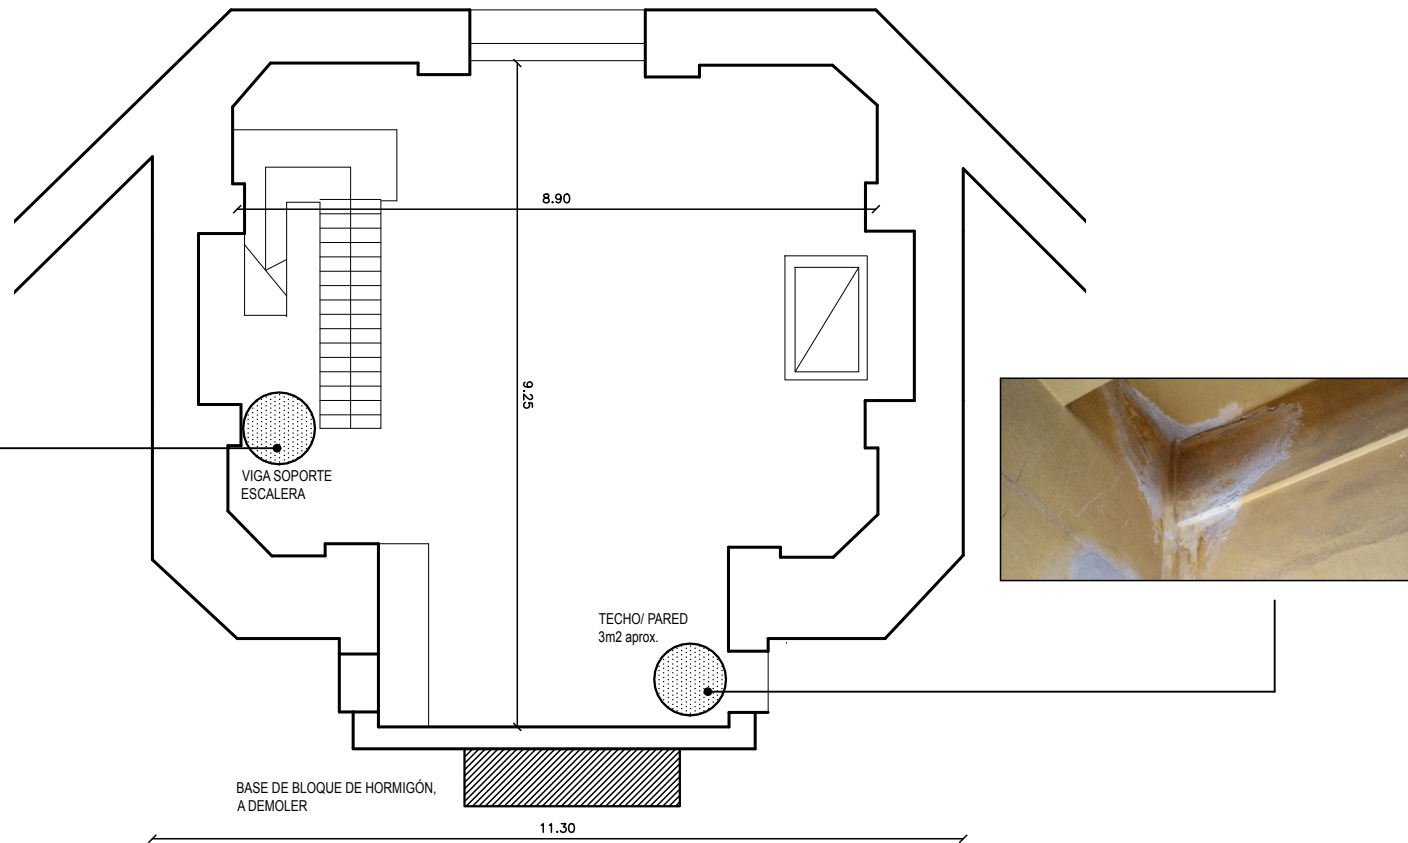 8.90
9.25
VIGA SOPORTE
ESCALERA
TECHO/ PARED
3m2 aprox.
BASE DE BLOQUE DE HORMIGÓN,
A DEMOLER
11.30